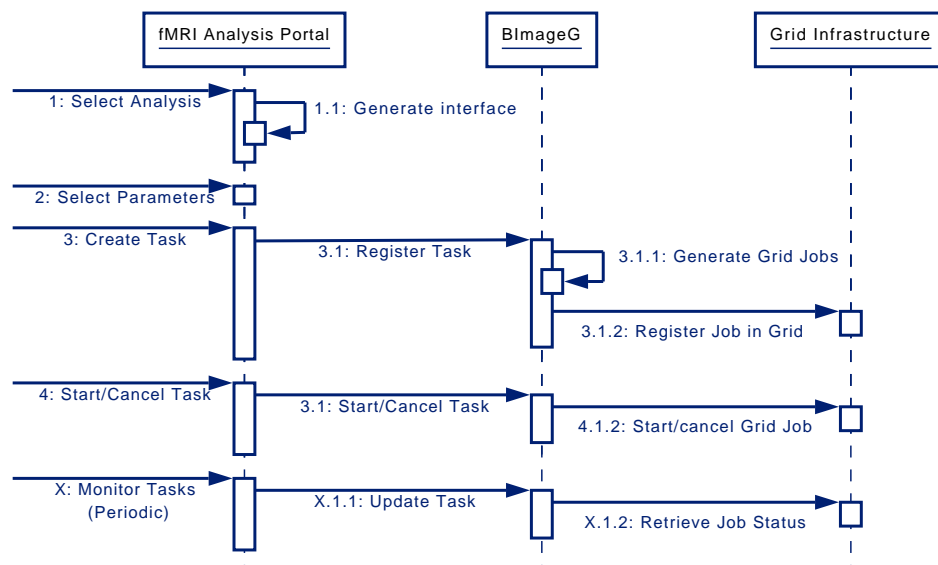 fMRI Analysis Portal
BImageG
Grid Infrastructure
1: Select Analysis
1.1: Generate interface
2: Select Parameters
3: Create Task
3.1: Register Task
3.1.1: Generate Grid Jobs
3.1.2: Register Job in Grid
4: Start/Cancel Task
3.1: Start/Cancel Task
4.1.2: Start/cancel Grid Job
X: Monitor Tasks
(Periodic)
X.1.1: Update Task
X.1.2: Retrieve Job Status